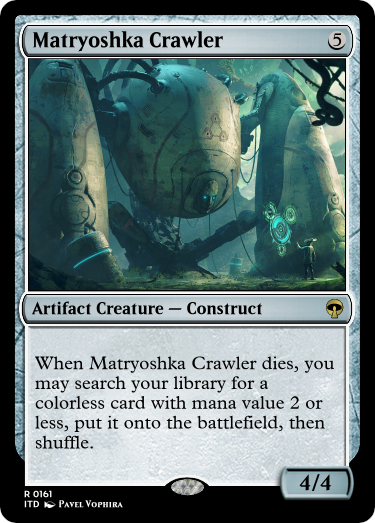 Matryoshka Crawler 5
Artifact Creature — Construct
When Matryoshka Crawler dies, you
may search your library for a
colorless card with mana value 2 or
less, put it onto the battlefield, then
shuffle.
4/4
R 0161
ITD Pavel Vophira